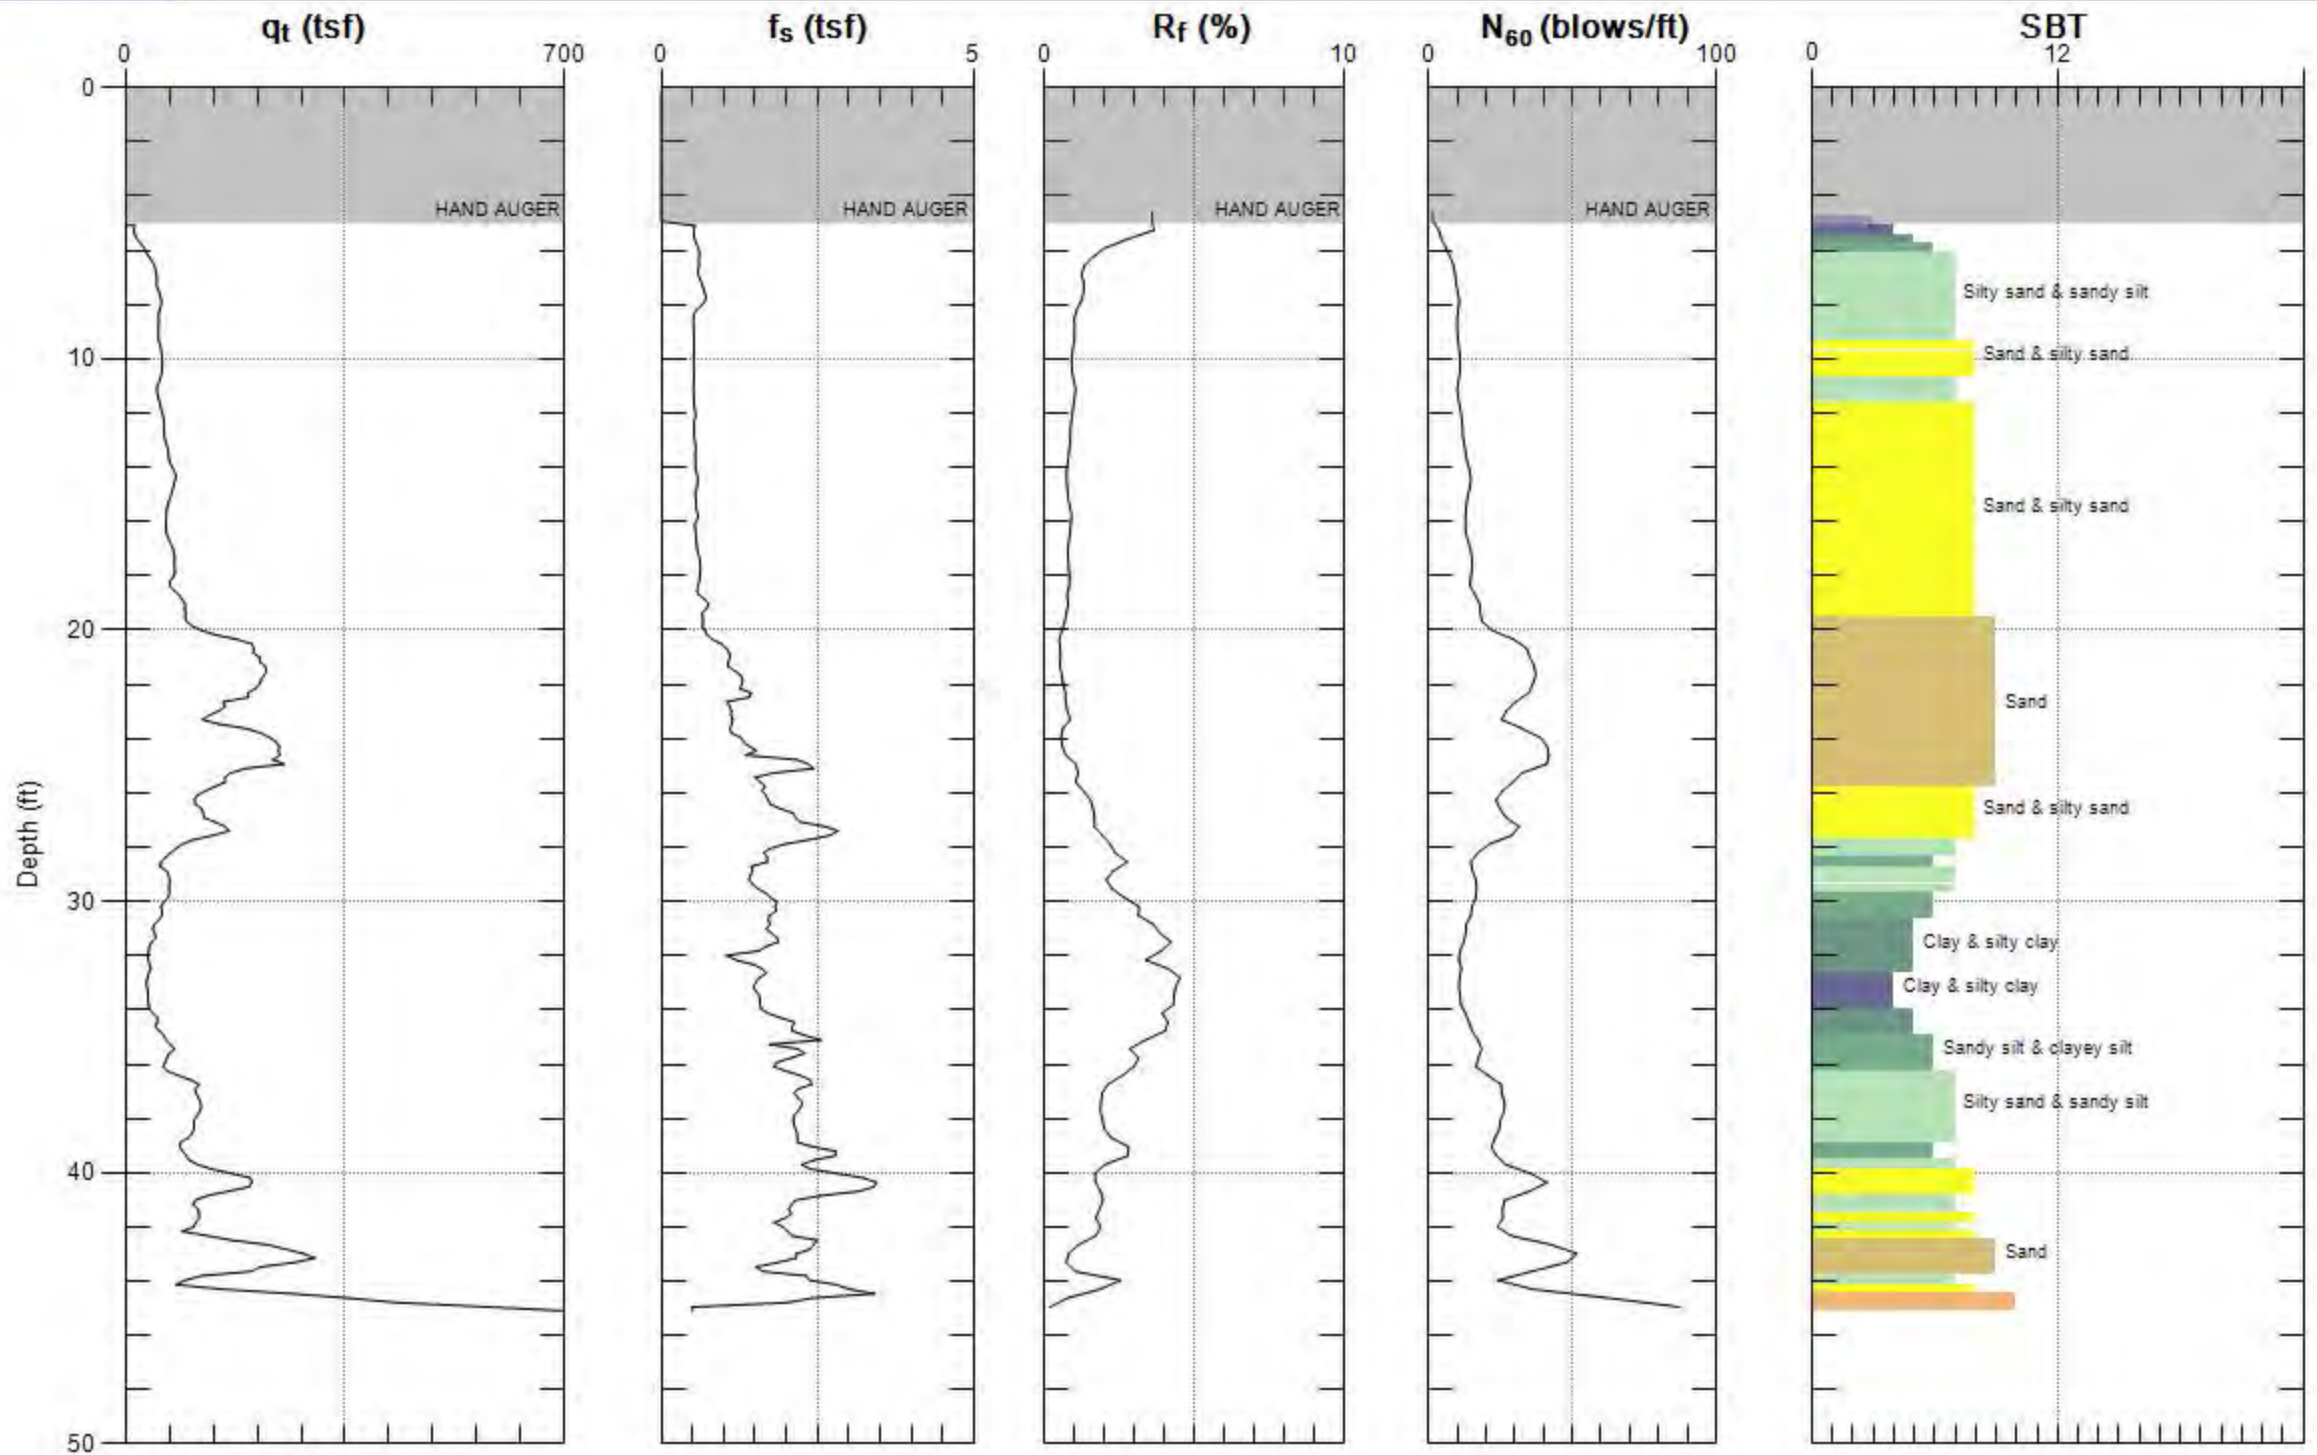 qt (tsf)
fs (tsf)
Rf (%)
N60 (blows/ft)
SBT
0
700
0
5
0
10
0
100
0
12
0
HAND AUGER
HAND AUGER
HAND AUGER
HAND AUGER
Silty sand & sandy silt
10
Sand & silty sand
Sand & silty sand
20
Sand
Sand & silty sand
Depth (ft)
30
Clay & silty clay
Clay & silty clay
Sandy silt & clayey silt
Silty sand & sandy silt
40
Sand
50